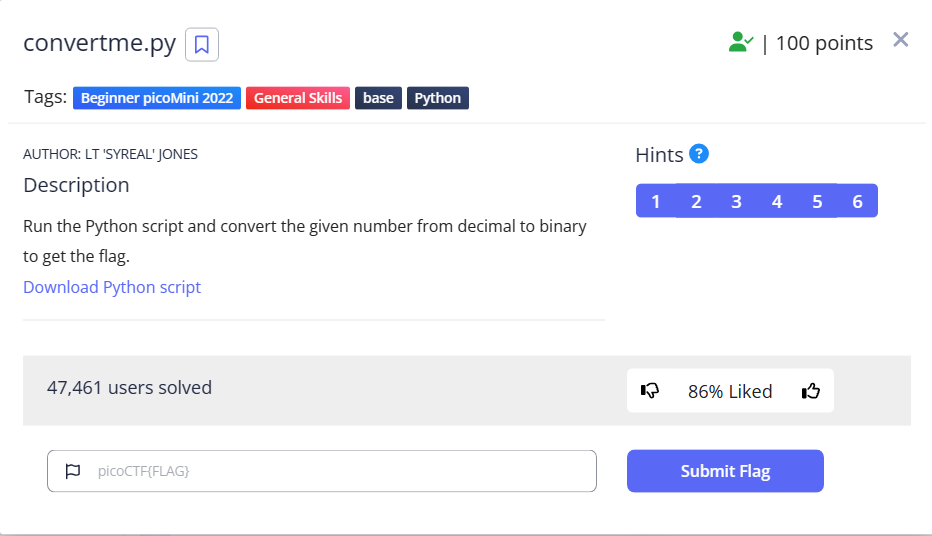 convertme.py
| 100 points
Tags: Beginner picoMini 2022 General Skills base Python
AUTHOR: LT 'SYREAL' JONES
Description
Run the Python script and convert the given number from decimal to binary
to get the flag.
Download Python script
Hints ?
1 2 3 4 5 6
47,461 users solved
86% Liked
picoCTF{FLAG}
Submit Flag